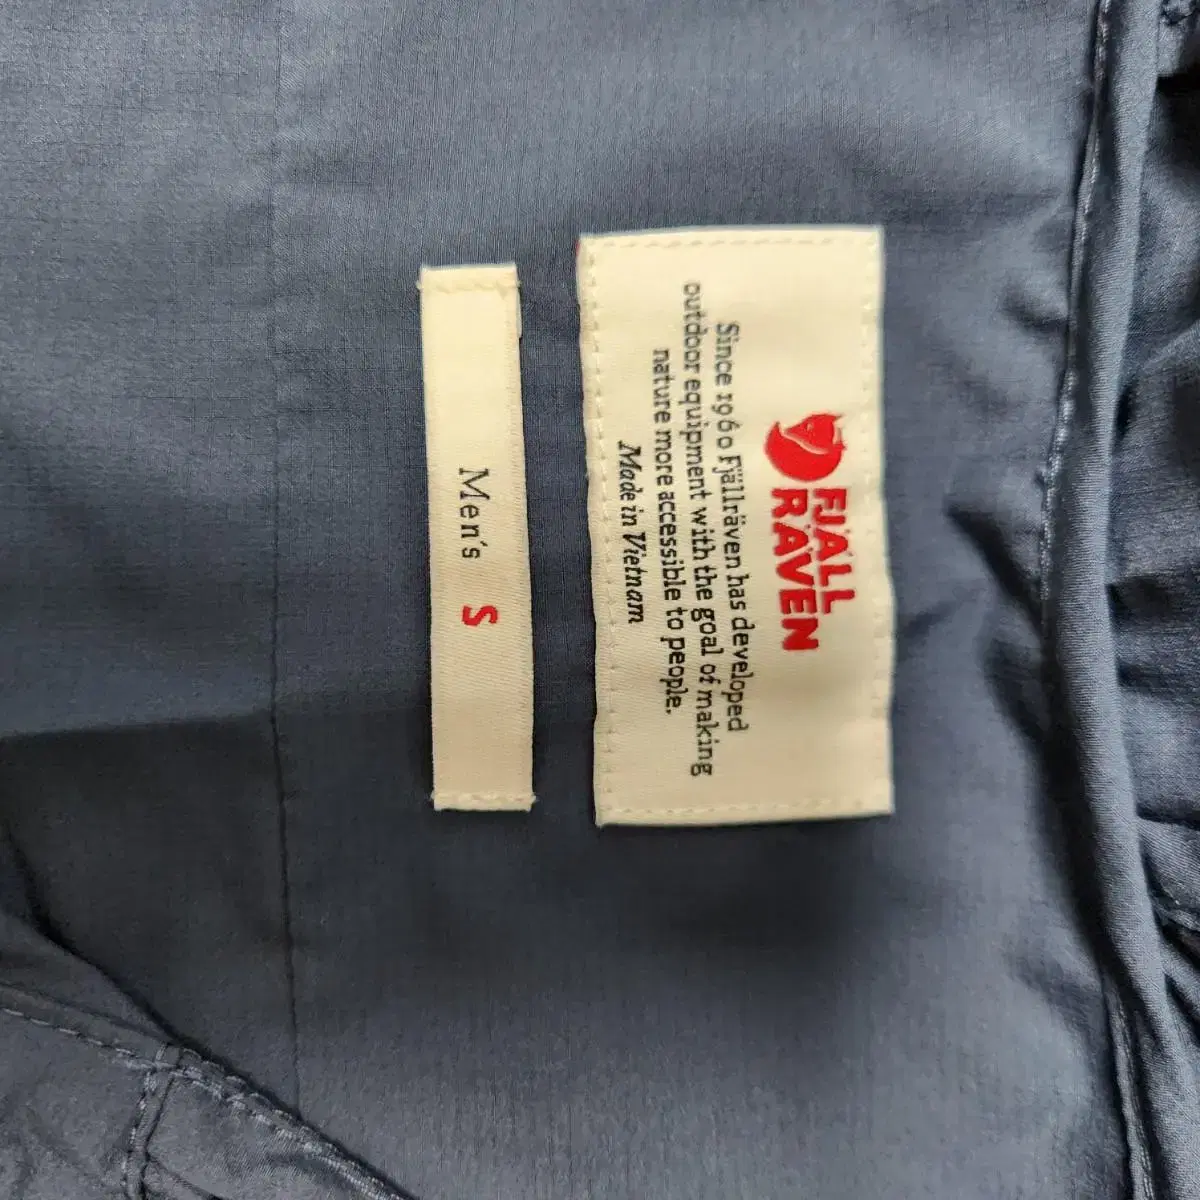 FJÄLL
RÄVEN
Since 1960 Fjällräven has developed
outdoor equipment with the goal of making
nature more accessible to people.
Made in Vietnam
Men's S